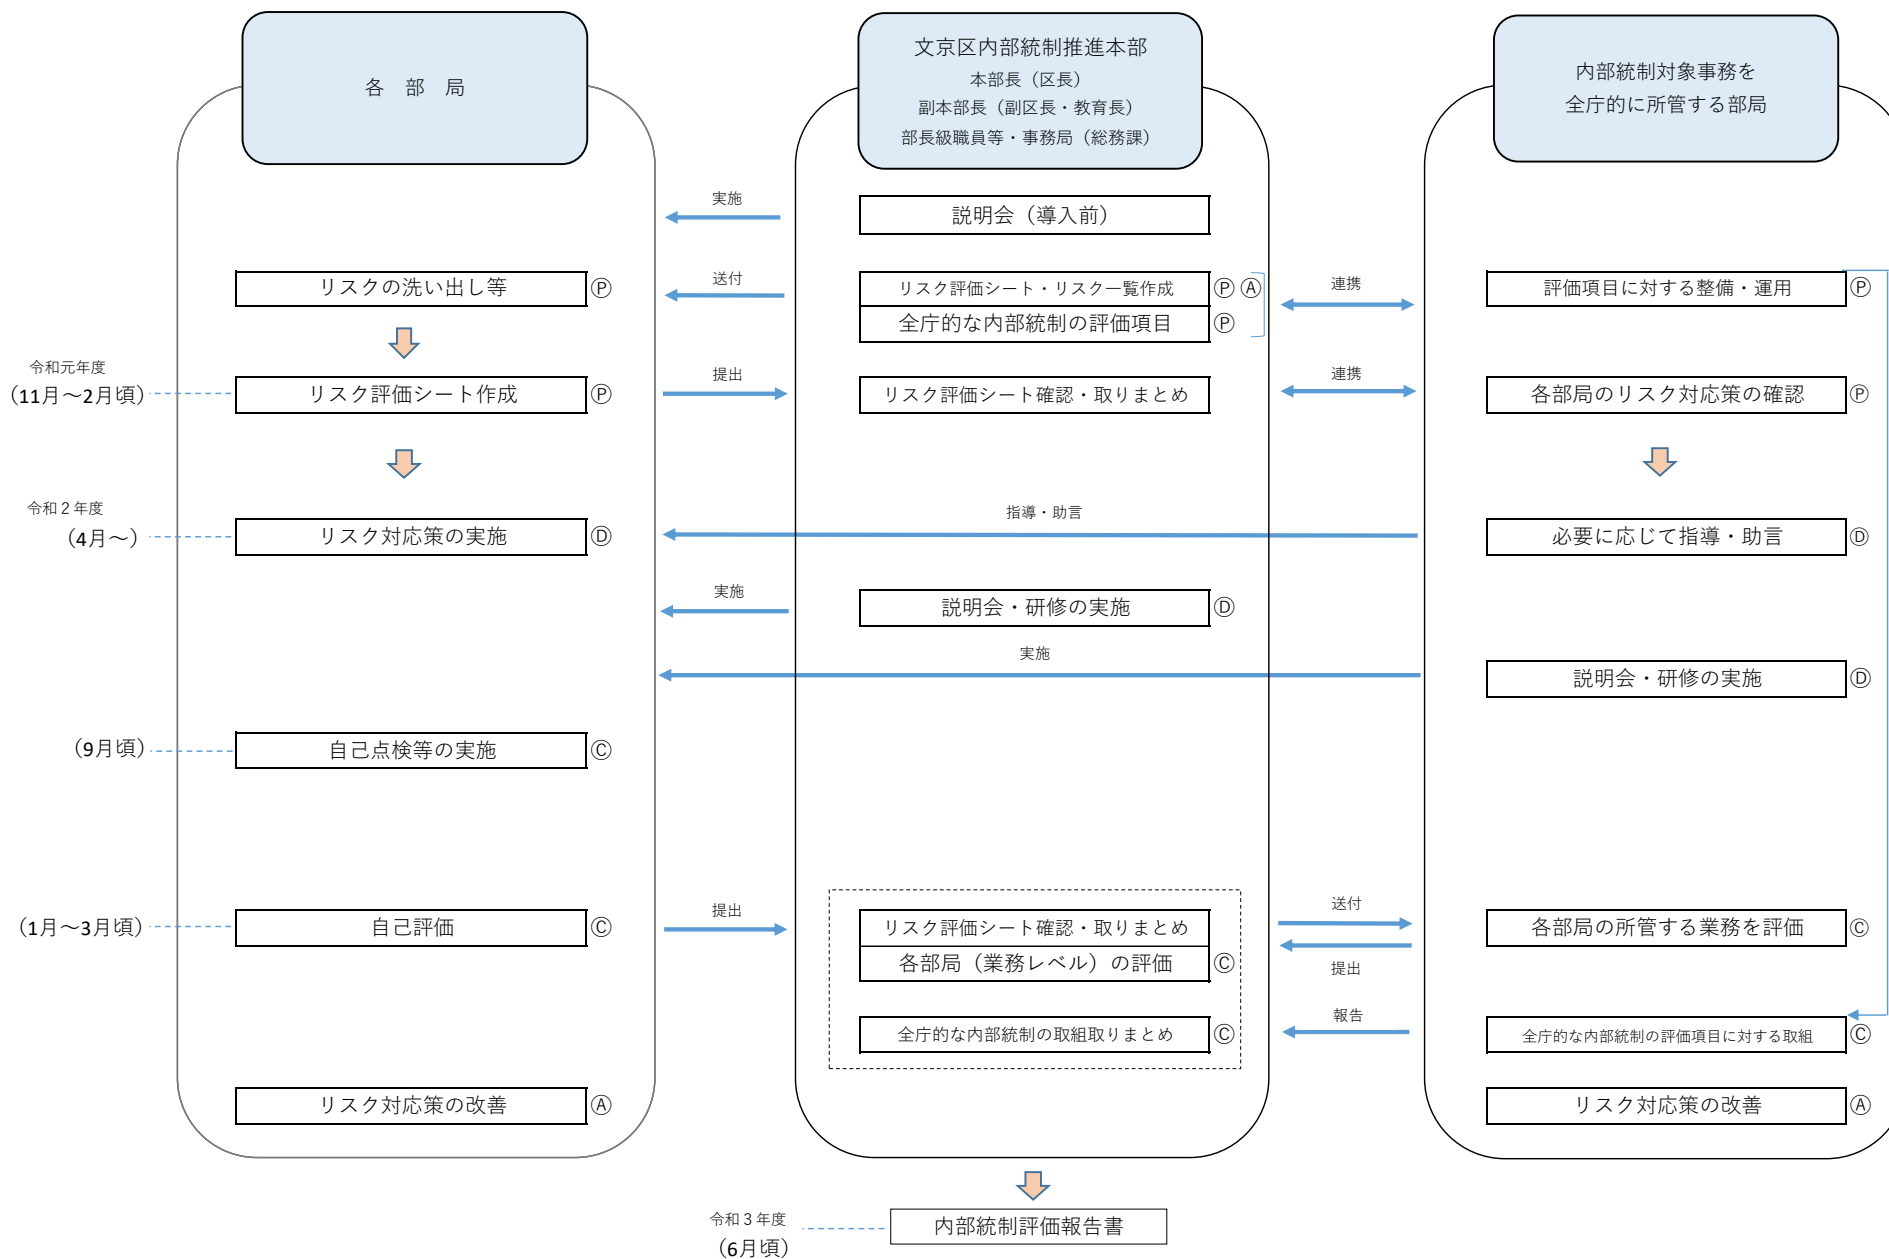 各　部　局
文京区内部統制推進本部
本部長（区長）
副本部長（副区長・教育長）
部長級職員等・事務局（総務課）
内部統制対象事務を
全庁的に所管する部局
実施
説明会（導入前）
リスクの洗い出し等 Ⓟ
送付
リスク評価シート・リスク一覧作成 Ⓟ Ⓐ
全庁的な内部統制の評価項目 Ⓟ
連携
評価項目に対する整備・運用 Ⓟ
令和元年度
（11月～2月頃）
リスク評価シート作成 Ⓟ
提出
リスク評価シート確認・取りまとめ
連携
各部局のリスク対応策の確認 Ⓟ
令和２年度
（4月～）
リスク対応策の実施 Ⓓ
指導・助言
必要に応じて指導・助言 Ⓓ
実施
説明会・研修の実施 Ⓓ
実施
説明会・研修の実施 Ⓓ
（9月頃）
自己点検等の実施 Ⓒ
（1月～3月頃）
自己評価 Ⓒ
提出
リスク評価シート確認・取りまとめ
各部局（業務レベル）の評価 Ⓒ
送付
提出
各部局の所管する業務を評価 Ⓒ
全庁的な内部統制の取組取りまとめ Ⓒ
報告
全庁的な内部統制の評価項目に対する取組 Ⓒ
リスク対応策の改善 Ⓐ
リスク対応策の改善 Ⓐ
令和３年度
（6月頃）
内部統制評価報告書